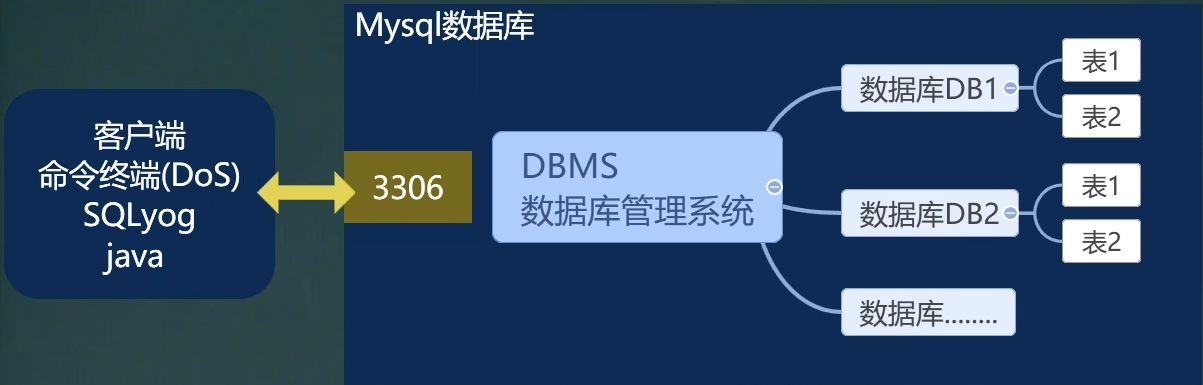 Mysql数据库
客户端
命令终端(DoS)
SQLyog
java
3306
DBMS
数据库管理系统
数据库DB1
表1
表2
数据库DB2
表1
表2
数据库........